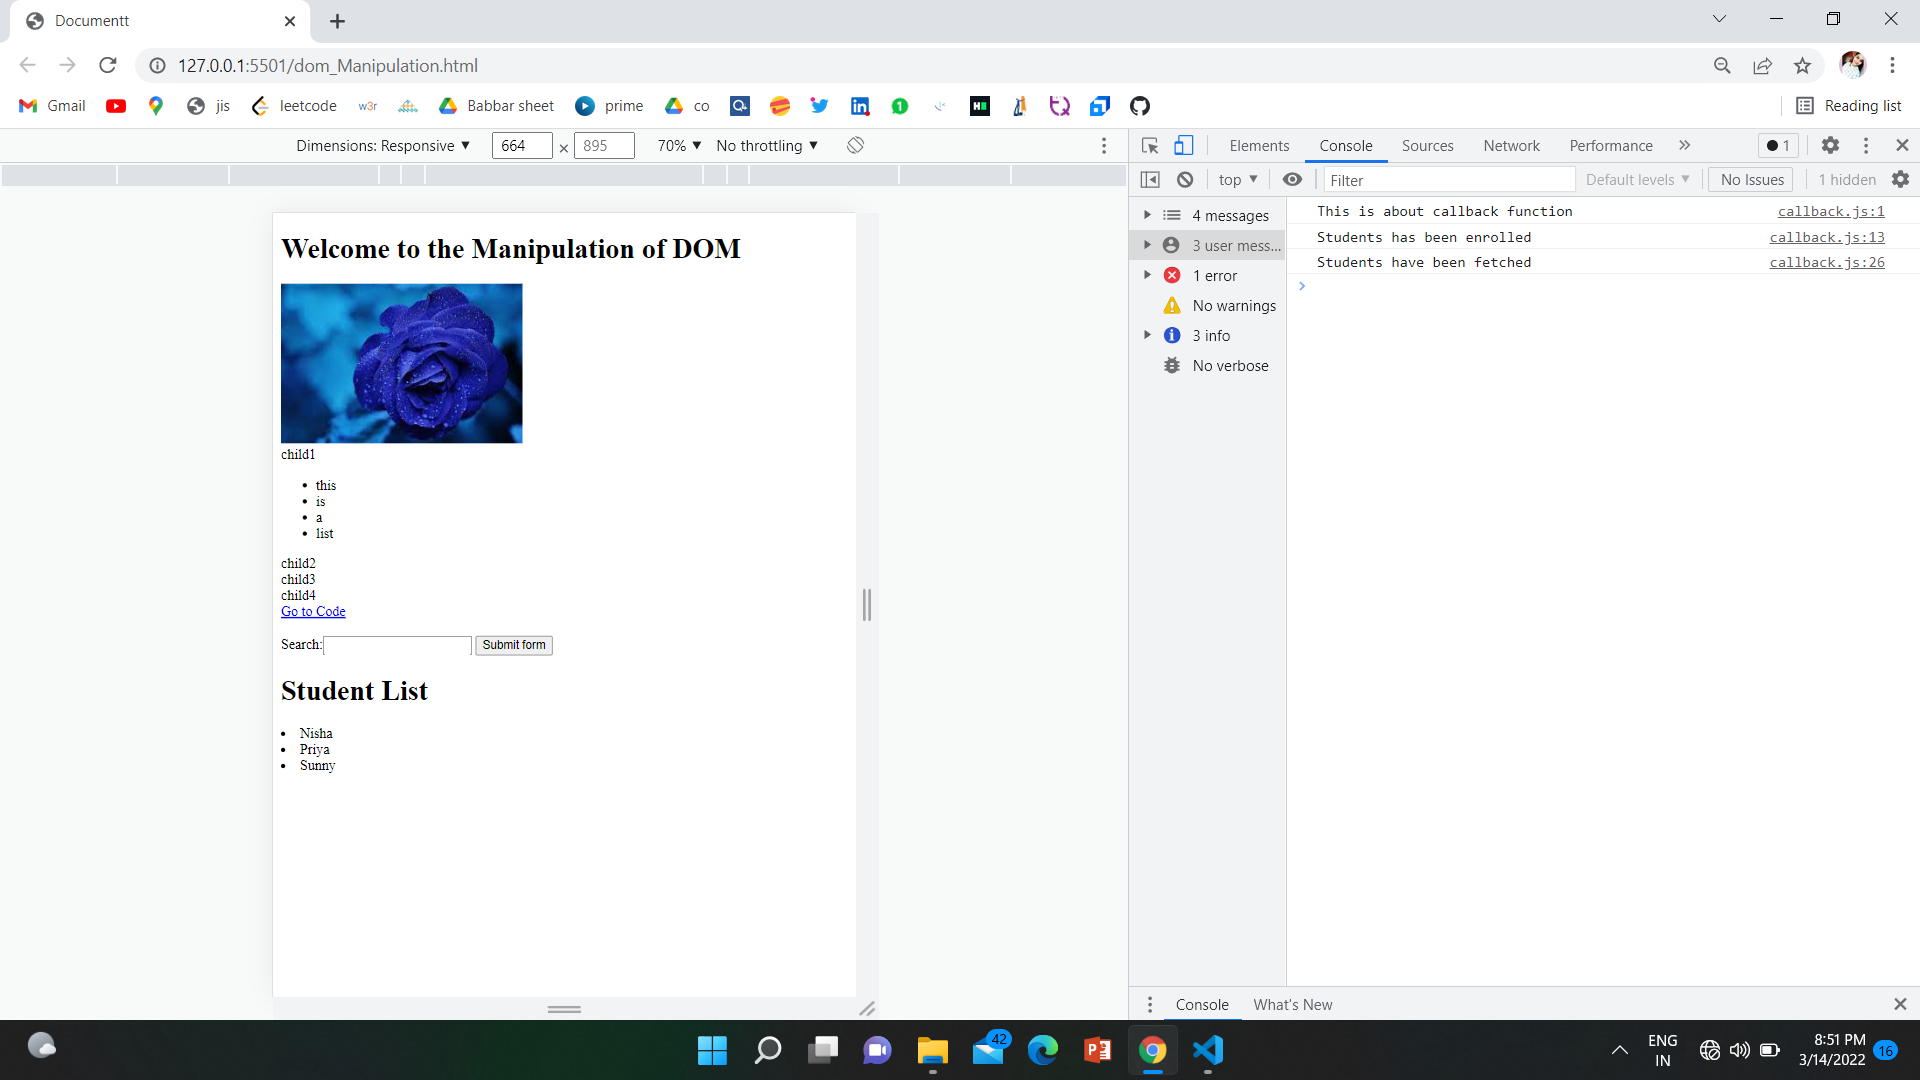 Documentt
127.0.0.1:5501/dom_Manipulation.html
Gmail jis leetcode w3r Babbar sheet prime co Reading list
Dimensions: Responsive 664 × 895 70% No throttling
Elements Console Sources Network Performance 1
top Filter Default levels No Issues 1 hidden
4 messages
3 user mess...
1 error
No warnings
3 info
No verbose
This is about callback function callback.js:1
Students has been enrolled callback.js:13
Students have been fetched callback.js:26
Welcome to the Manipulation of DOM
child1
this
is
a
list
child2
child3
child4
Go to Code
Search: Submit form
Student List
Nisha
Priya
Sunny
Console What's New
42
ENG
IN
8:51 PM
3/14/2022
16